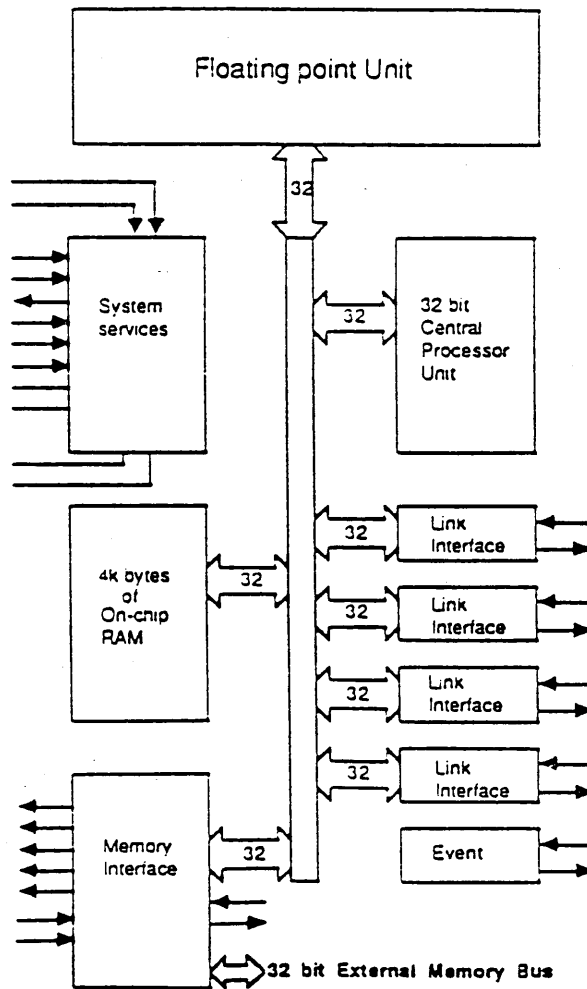 Floating point Unit
32
System
services
32
32 bit
Central
Processor
Unit
4k bytes
of
On-chip
RAM
32
32
Link
Interface
32
Link
Interface
32
Link
Interface
32
Link
Interface
Memory
Interface
32
Event
32 bit External Memory Bus